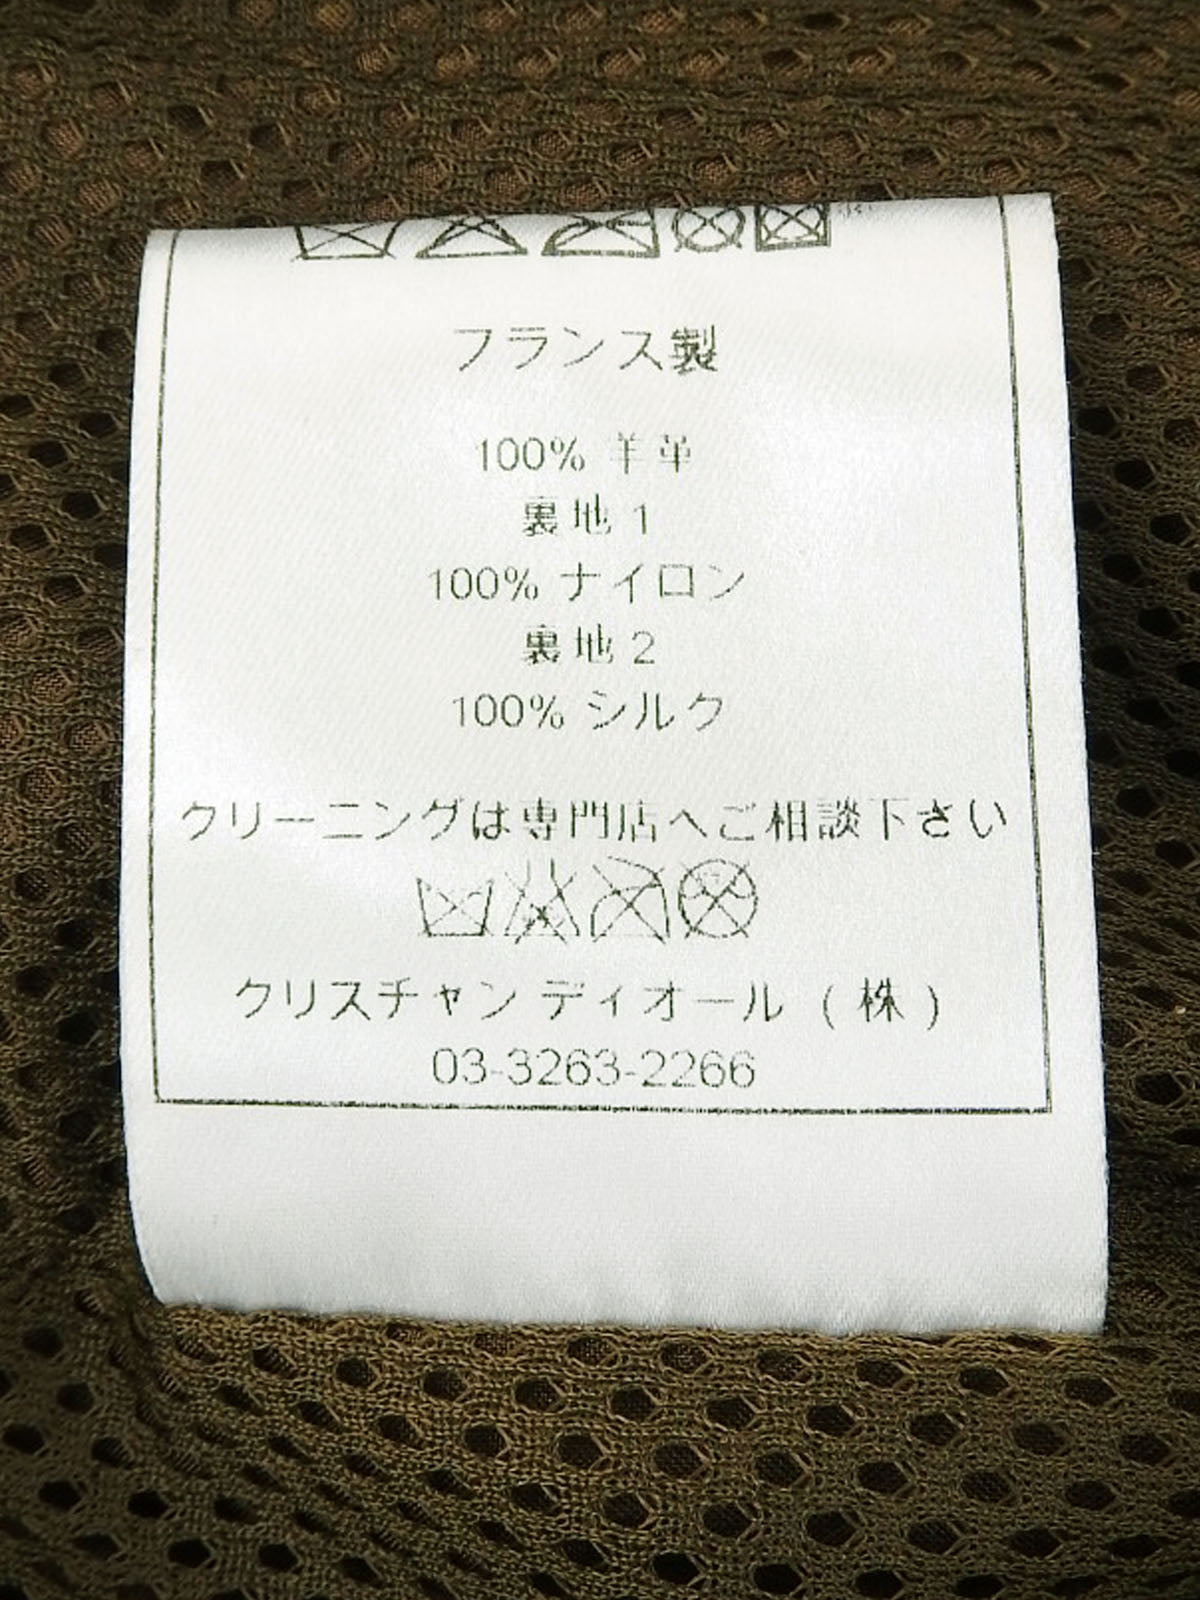 フランス製
100% 羊革
裏地 1
100% ナイロン
裏地 2
100% シルク
クリーニングは専門店へご相談下さい
クリスチャン ディオール (株)
03-3263-2266